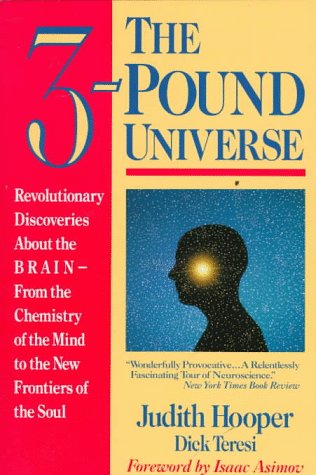 3-
THE
POUND
UNIVERSE
Revolutionary
Discoveries
About the
BRAIN—
From the
Chemistry
of the Mind
to the New
Frontiers of
the Soul
"Wonderfully Provocative...A Relentlessly
Fascinating Tour of Neuroscience."
New York Times Book Review
Judith Hooper
Dick Teresi
Foreword by Isaac Asimov